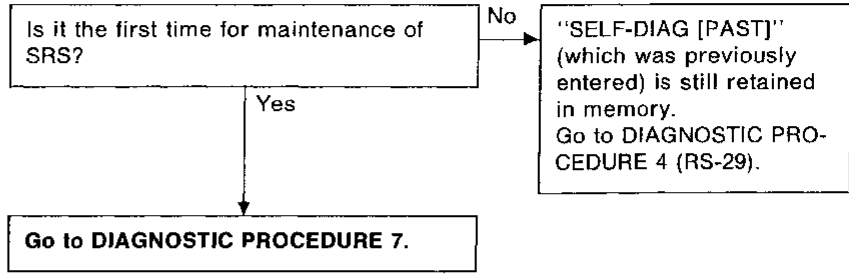 Is it the first time for maintenance of
SRS?
No
"SELF-DIAG [PAST]"
(which was previously
entered) is still retained
in memory.
Go to DIAGNOSTIC PRO-
CEDURE 4 (RS-29).
Yes
Go to DIAGNOSTIC PROCEDURE 7.